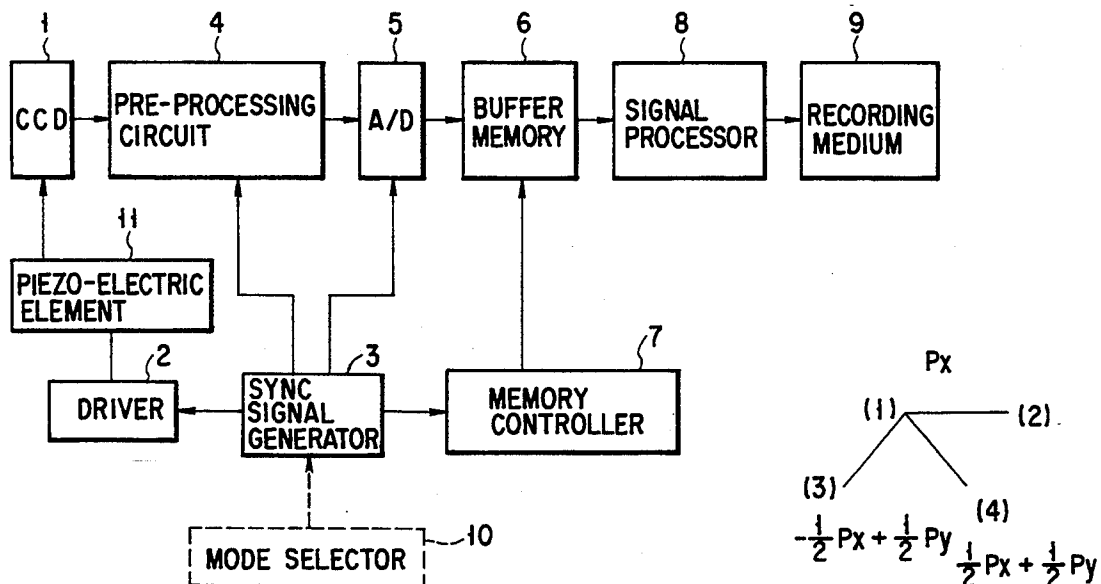 1
4
5
6
8
9
CCD
PRE-PROCESSING
CIRCUIT
A/D
BUFFER
MEMORY
SIGNAL
PROCESSOR
RECORDING
MEDIUM
11
PIEZO-ELECTRIC
ELEMENT
2
DRIVER
3
SYNC
SIGNAL
GENERATOR
7
MEMORY
CONTROLLER
10
MODE SELECTOR
Px
(1)
(2)
(3)
(4)
-1/2 Px + 1/2 Py
1/2 Px + 1/2 Py